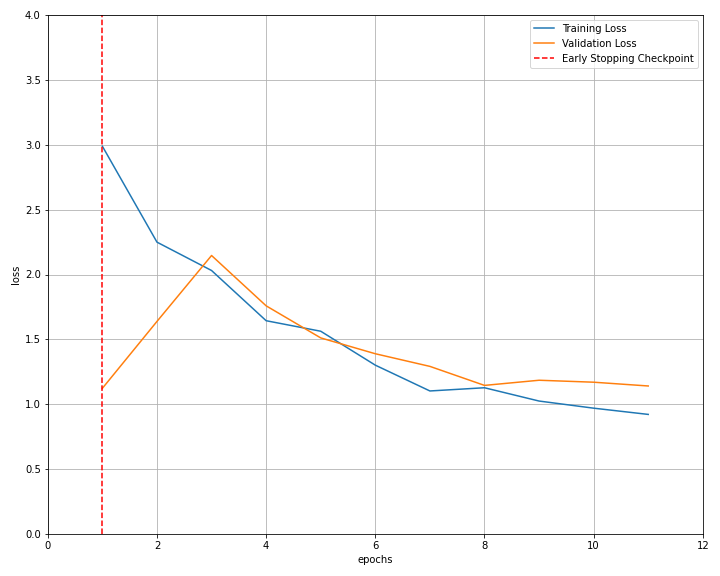 4.0
3.5
3.0
2.5
2.0
1.5
1.0
0.5
0.0
loss
Training Loss
Validation Loss
Early Stopping Checkpoint
0 2 4 6 8 10 12
epochs